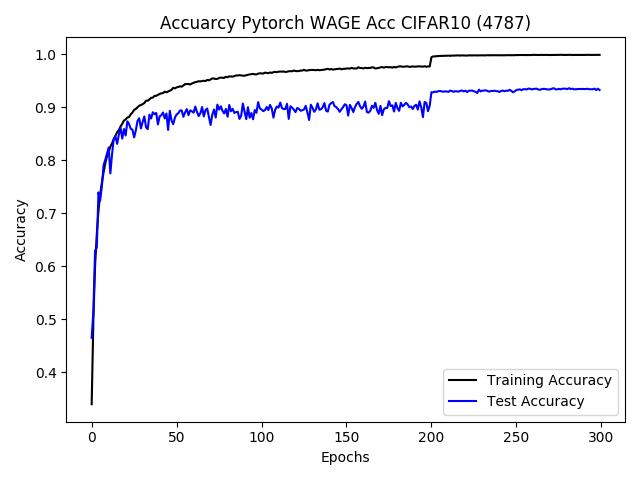 Accuarcy Pytorch WAGE Acc CIFAR10 (4787)
1.0
0.9
0.8
0.7
0.6
0.5
0.4
Accuracy
Training Accuracy
Test Accuracy
0 50 100 150 200 250 300
Epochs